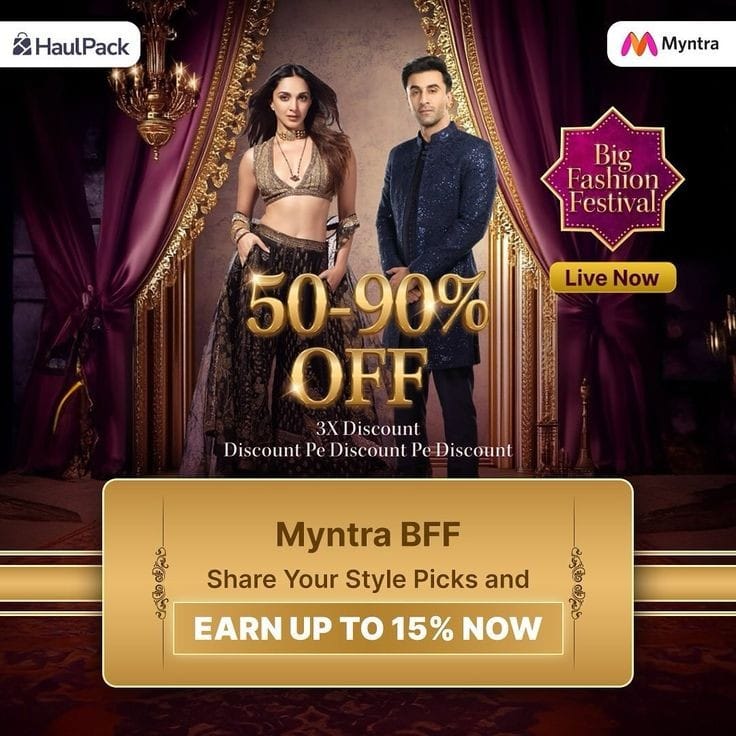 HaulPack
Myntra
Big
Fashion
Festival
Live Now
50-90%
OFF
3X Discount
Discount Pe Discount Pe Discount
Myntra BFF
Share Your Style Picks and
EARN UP TO 15% NOW